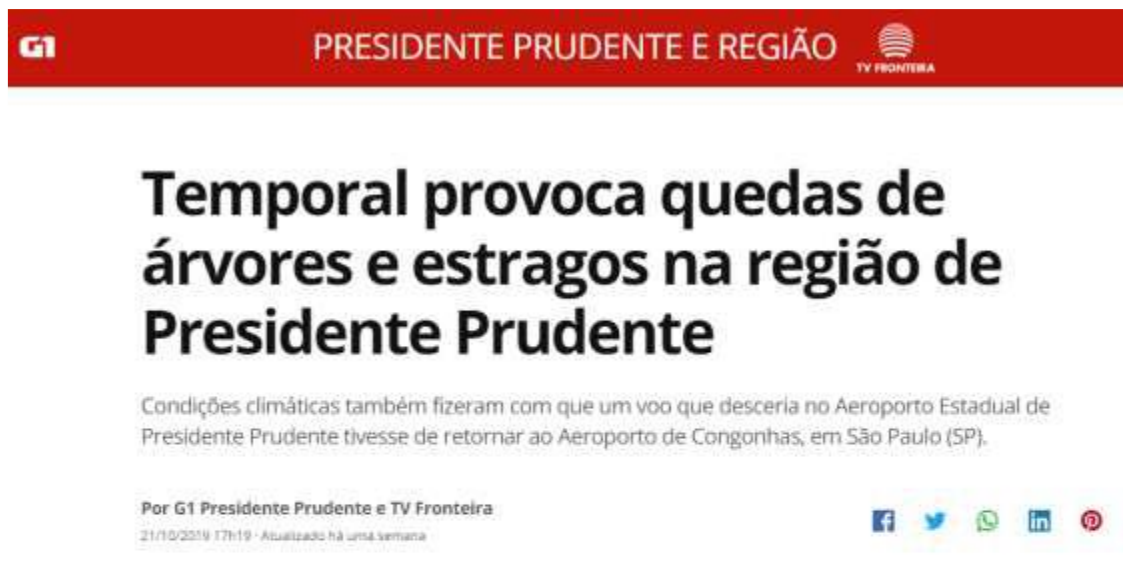 G1
PRESIDENTE PRUDENTE E REGIÃO
TV FRONTEIRA
Temporal provoca quedas de
árvores e estragos na região de
Presidente Prudente
Condições climáticas também fizeram com que um voo que desceria no Aeroporto Estadual de
Presidente Prudente tivesse de retornar ao Aeroporto de Congonhas, em São Paulo (SP).
Por G1 Presidente Prudente e TV Fronteira
21/10/2019 17h19 · Atualizado há uma semana